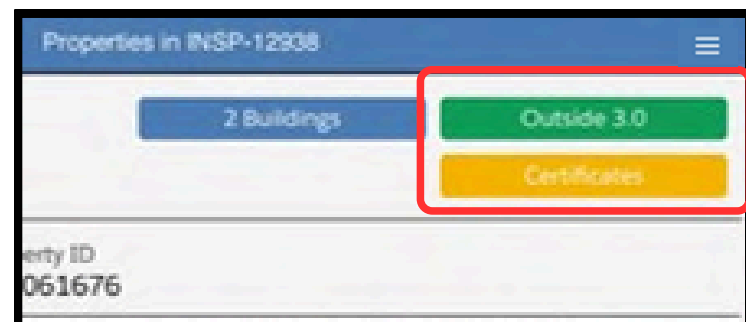 Properties in INSP-12938
2 Buildings
Outside 3.0
Certificates
erty ID
061676